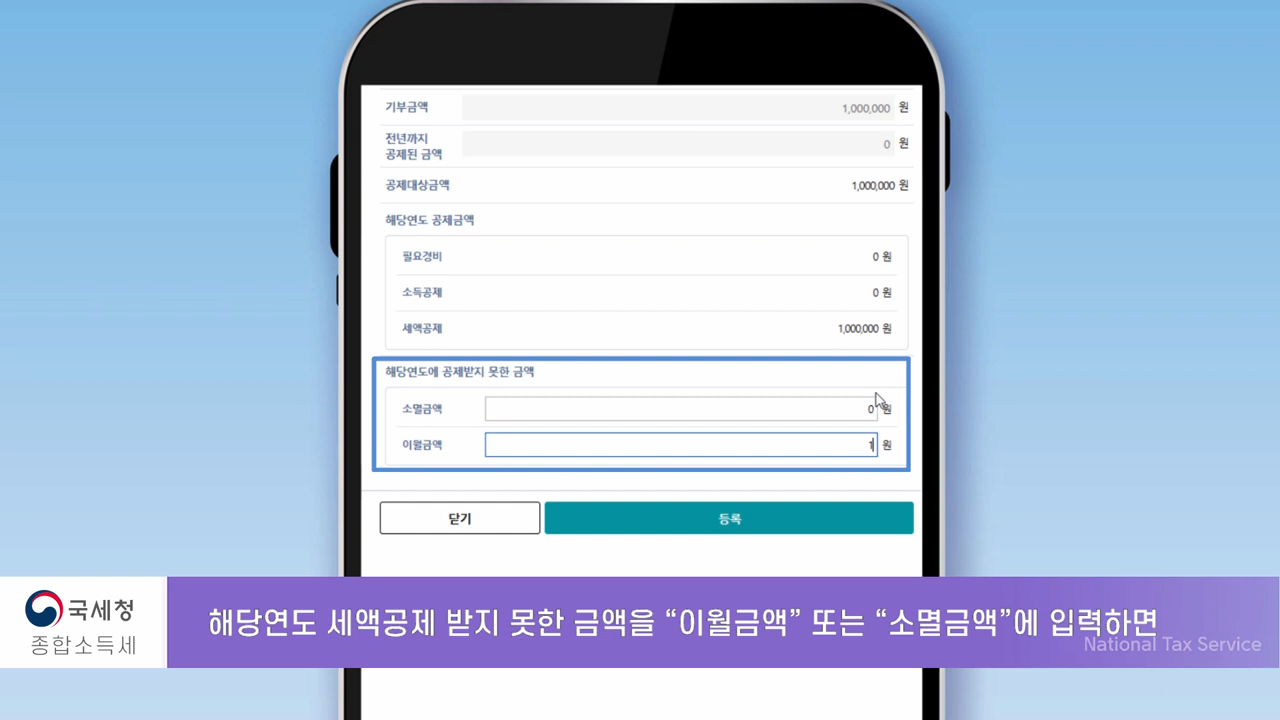 기부금액 1,000,000 원
전년까지
공제된 금액 0 원
공제대상금액 1,000,000 원
해당연도 공제금액
필요경비 0 원
소득공제 0 원
세액공제 1,000,000 원
해당연도에 공제받지 못한 금액
소멸금액 0 원
이월금액 1 원
닫기 등록
국세청
종합소득세
해당연도 세액공제 받지 못한 금액을 “이월금액” 또는 “소멸금액”에 입력하면
National Tax Service